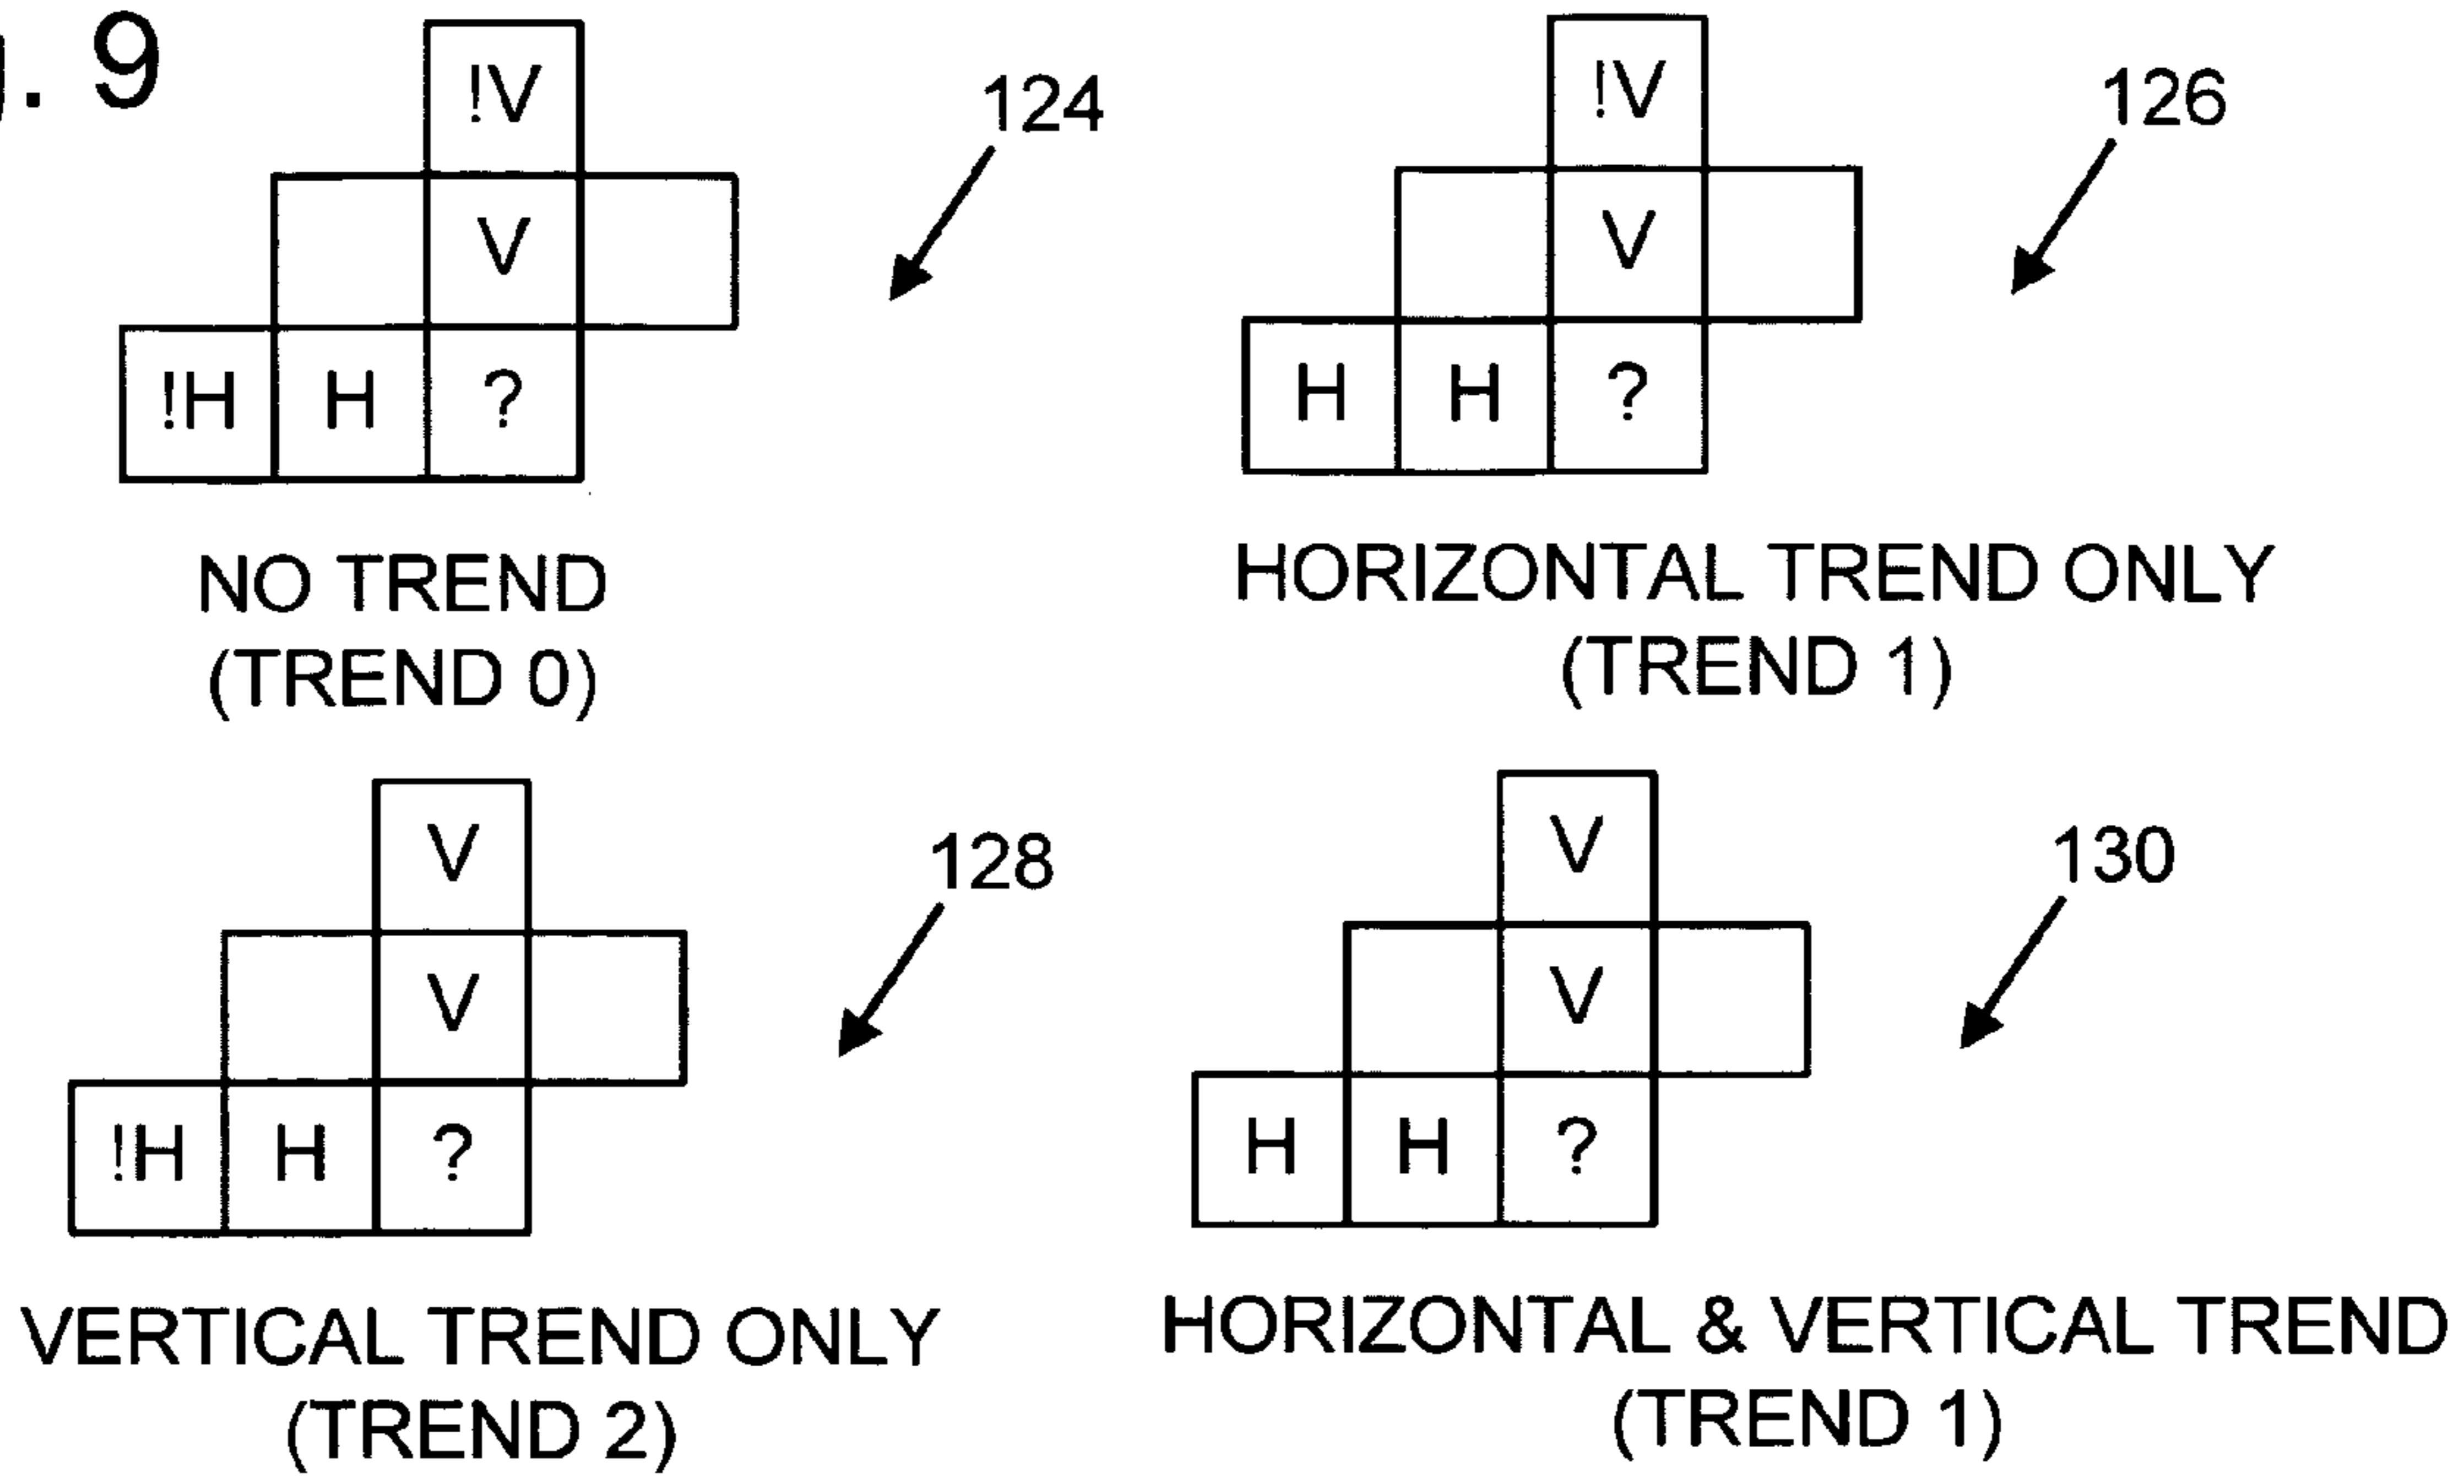 . 9
!V
124
V
!H H ?
NO TREND
(TREND 0)
!V
126
V
H H ?
HORIZONTAL TREND ONLY
(TREND 1)
V
128
V
!H H ?
VERTICAL TREND ONLY
(TREND 2)
V
130
V
H H ?
HORIZONTAL & VERTICAL TREND
(TREND 1)